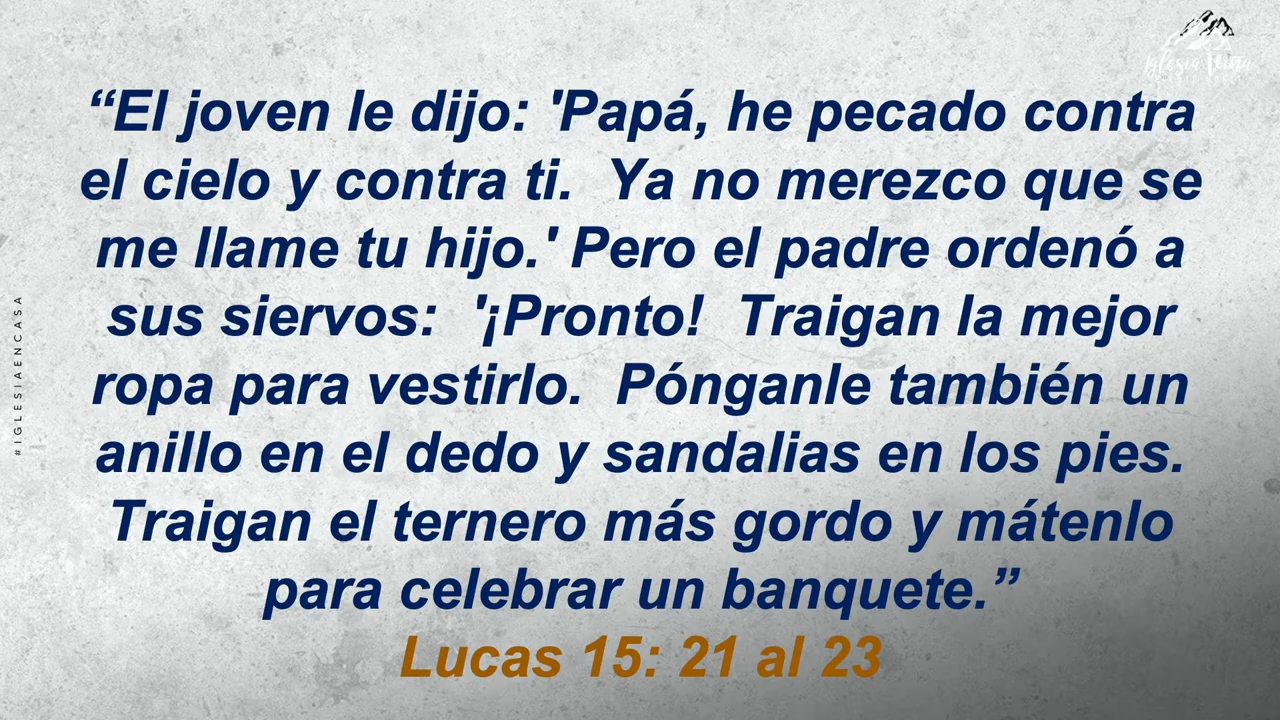 “El joven le dijo: 'Papá, he pecado contra
el cielo y contra ti.  Ya no merezco que se
me llame tu hijo.' Pero el padre ordenó a
sus siervos:  '¡Pronto!  Traigan la mejor
ropa para vestirlo.  Pónganle también un
anillo en el dedo y sandalias en los pies.
Traigan el ternero más gordo y mátenlo
para celebrar un banquete.”
Lucas 15: 21 al 23
#IGLESIAENCASA
Iglesia Viña